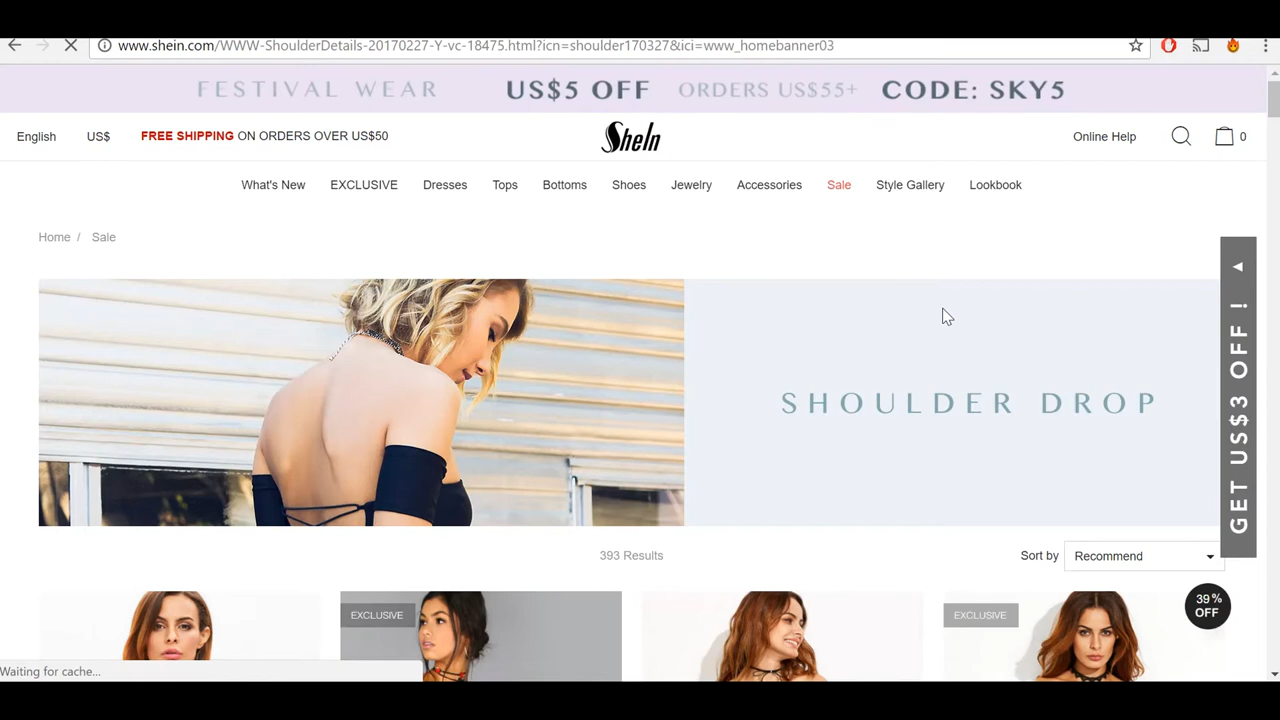 www.shein.com/WWW-ShoulderDetails-20170227-Y-vc-18475.html?icn=shoulder170327&ici=www_homebanner03
FESTIVAL WEAR US$5 OFF ORDERS US$55+ CODE: SKY5
English US$ FREE SHIPPING ON ORDERS OVER US$50 SheIn Online Help 0
What's New EXCLUSIVE Dresses Tops Bottoms Shoes Jewelry Accessories Sale Style Gallery Lookbook
Home / Sale
SHOULDER DROP
GET US$3 OFF !
393 Results Sort by Recommend
EXCLUSIVE EXCLUSIVE 39%
OFF
Waiting for cache...